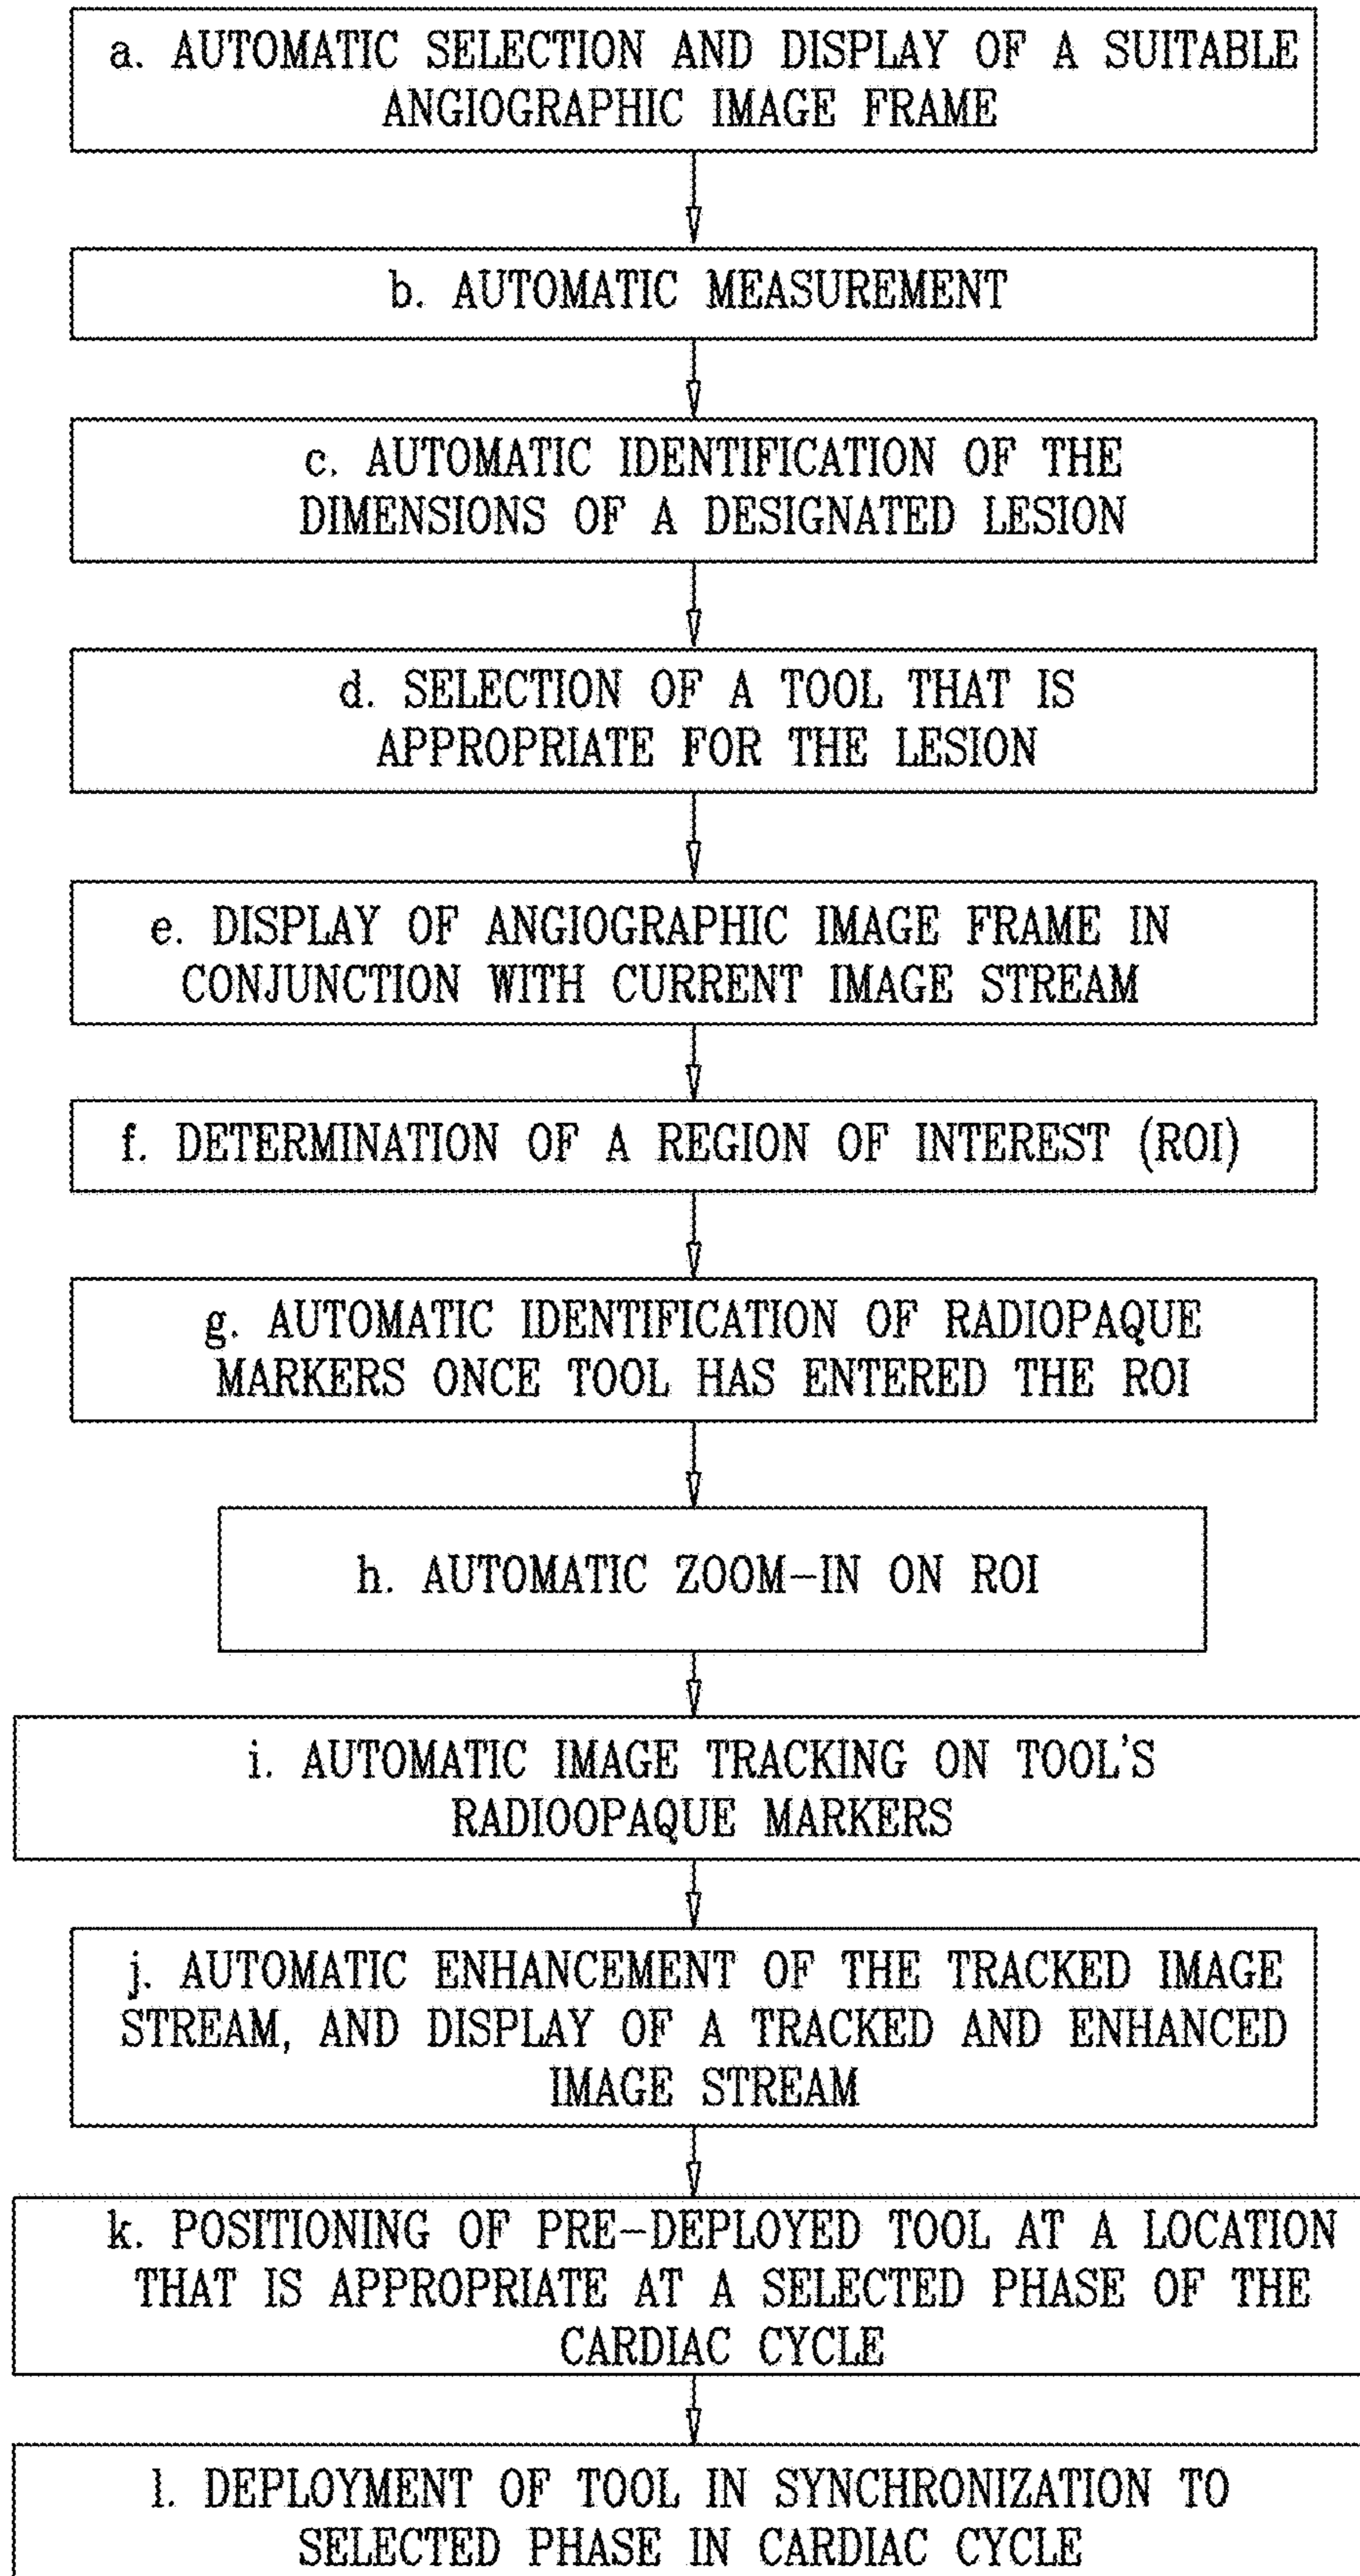 a. AUTOMATIC SELECTION AND DISPLAY OF A SUITABLE
ANGIOGRAPHIC IMAGE FRAME
b. AUTOMATIC MEASUREMENT
c. AUTOMATIC IDENTIFICATION OF THE
DIMENSIONS OF A DESIGNATED LESION
d. SELECTION OF A TOOL THAT IS
APPROPRIATE FOR THE LESION
e. DISPLAY OF ANGIOGRAPHIC IMAGE FRAME IN
CONJUNCTION WITH CURRENT IMAGE STREAM
f. DETERMINATION OF A REGION OF INTEREST (ROI)
g. AUTOMATIC IDENTIFICATION OF RADIOPAQUE
MARKERS ONCE TOOL HAS ENTERED THE ROI
h. AUTOMATIC ZOOM-IN ON ROI
i. AUTOMATIC IMAGE TRACKING ON TOOL'S
RADIOOPAQUE MARKERS
j. AUTOMATIC ENHANCEMENT OF THE TRACKED IMAGE
STREAM, AND DISPLAY OF A TRACKED AND ENHANCED
IMAGE STREAM
k. POSITIONING OF PRE-DEPLOYED TOOL AT A LOCATION
THAT IS APPROPRIATE AT A SELECTED PHASE OF THE
CARDIAC CYCLE
l. DEPLOYMENT OF TOOL IN SYNCHRONIZATION TO
SELECTED PHASE IN CARDIAC CYCLE